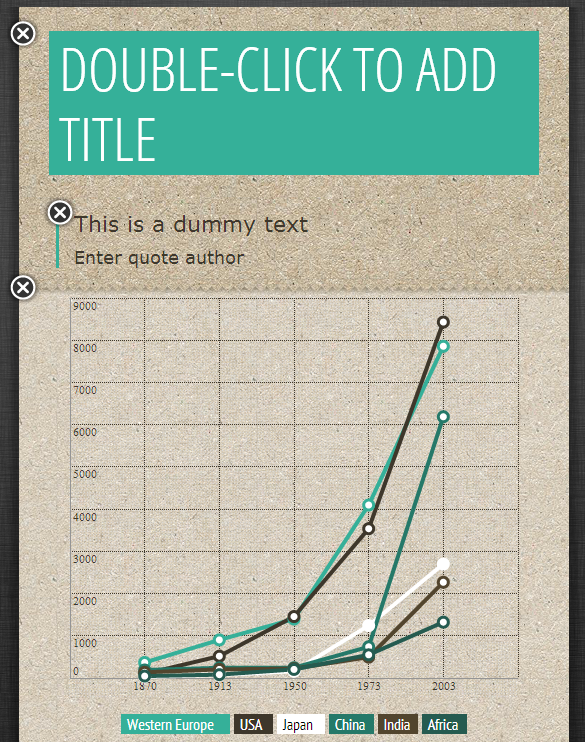 DOUBLE-CLICK TO ADD
TITLE
This is a dummy text
Enter quote author
9000
8000
7000
6000
5000
4000
3000
2000
1000
0
1870 1913 1950 1973 2003
Western Europe USA Japan China India Africa